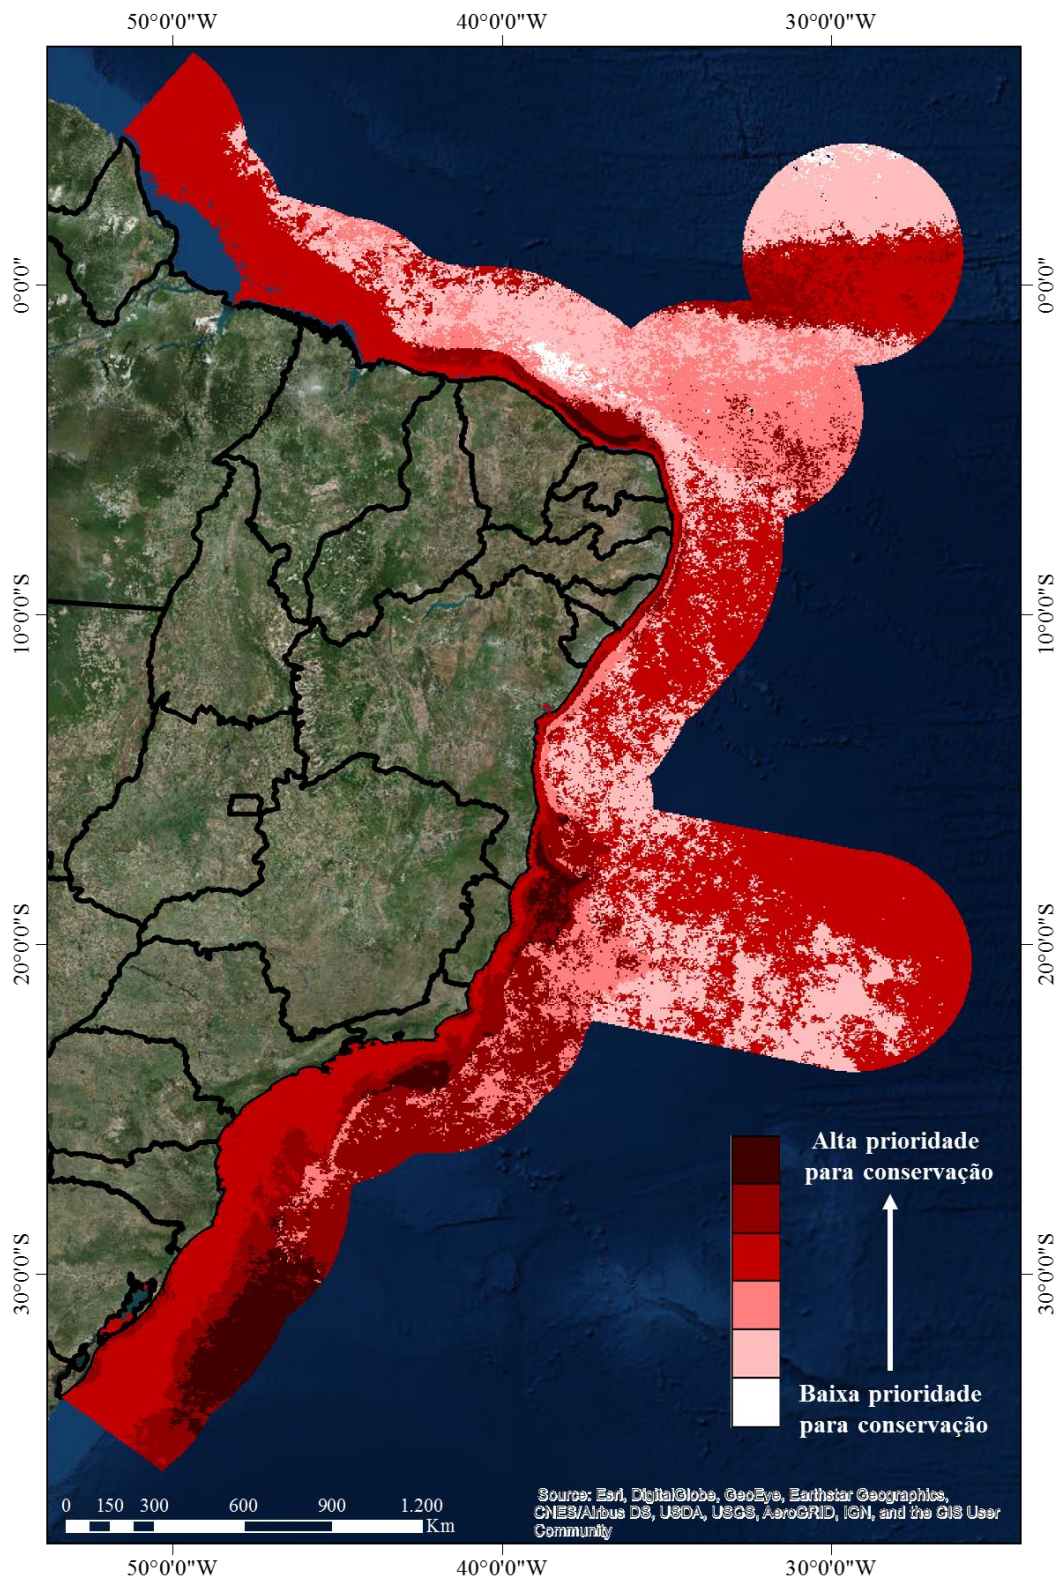 50°0'0"W 40°0'0"W 30°0'0"W
0°0'0" 0°0'0"
10°0'0"S 10°0'0"S
20°0'0"S 20°0'0"S
30°0'0"S 30°0'0"S
Alta prioridade
para conservação
Baixa prioridade
para conservação
0 150 300 600 900 1.200
Km
Source: Esri, DigitalGlobe, GeoEye, Earthstar Geographics,
CNES/Airbus DS, USDA, USGS, AeroGRID, IGN, and the GIS User
Community
50°0'0"W 40°0'0"W 30°0'0"W